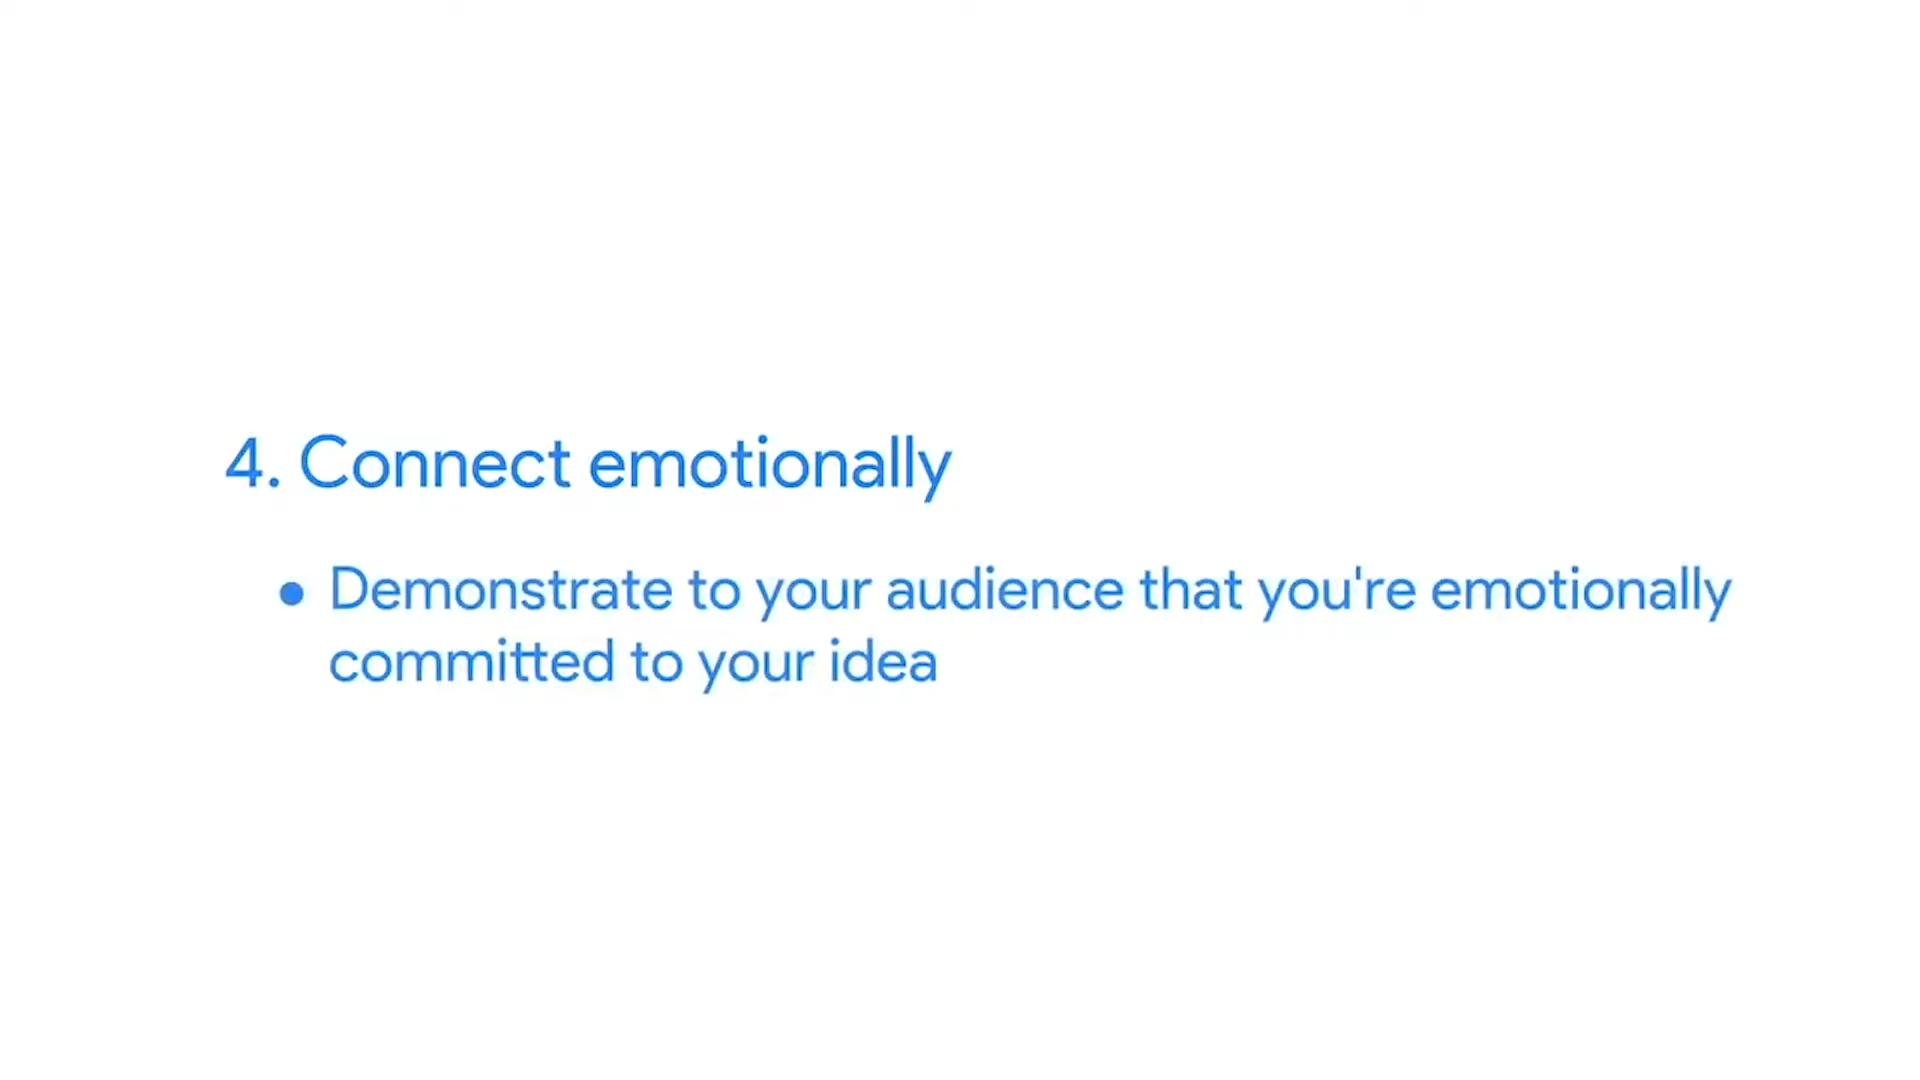 4. Connect emotionally
● Demonstrate to your audience that you're emotionally
committed to your idea